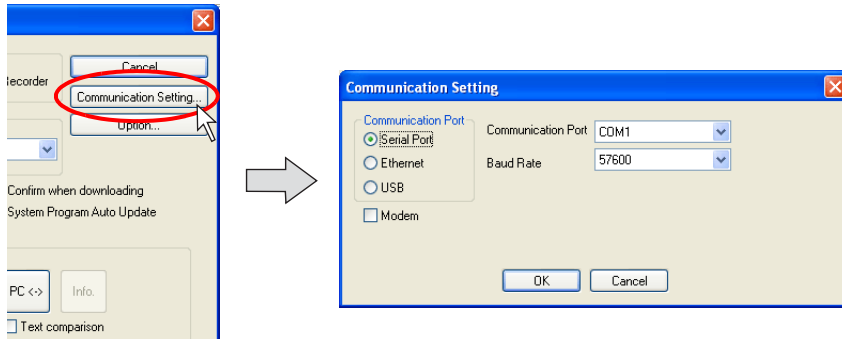 Cancel
Recorder
Communication Setting...
Option...
Confirm when downloading
System Program Auto Update
PC <->
Info.
Text comparison
Communication Setting
Communication Port
Serial Port
Communication Port
COM1
Ethernet
Baud Rate
57600
USB
Modem
OK
Cancel